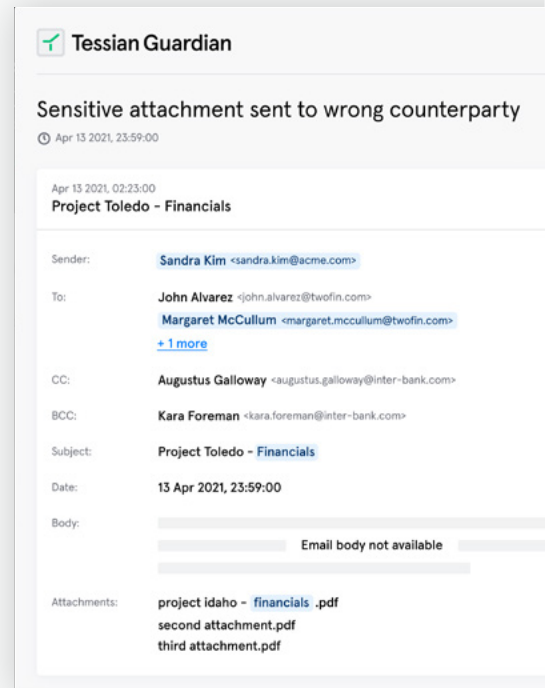 Tessian Guardian
Sensitive attachment sent to wrong counterparty
Apr 13 2021, 23:59:00
Apr 13 2021, 02:23:00
Project Toledo - Financials
Sender: Sandra Kim <sandra.kim@acme.com>
To: John Alvarez <john.alvarez@twofin.com>
Margaret McCullum <margaret.mccullum@twofin.com>
+ 1 more
CC: Augustus Galloway <augustus.galloway@inter-bank.com>
BCC: Kara Foreman <kara.foreman@inter-bank.com>
Subject: Project Toledo - Financials
Date: 13 Apr 2021, 23:59:00
Body:
Email body not available
Attachments: project idaho - financials .pdf
second attachment.pdf
third attachment.pdf